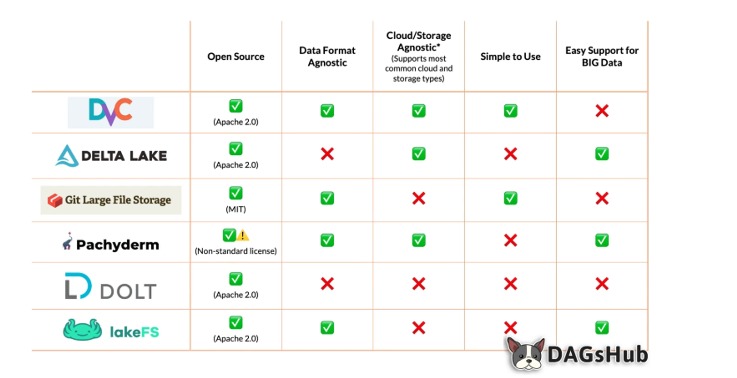 Open Source
Data Format
Agnostic
Cloud/Storage
Agnostic*
(Supports most
common cloud and
storage types)
Simple to Use
Easy Support for
BIG Data
DVC
(Apache 2.0)
DELTA LAKE
(Apache 2.0)
Git Large File Storage
(MIT)
Pachyderm
(Non-standard license)
DOLT
(Apache 2.0)
lakeFS
(Apache 2.0)
DAGsHub